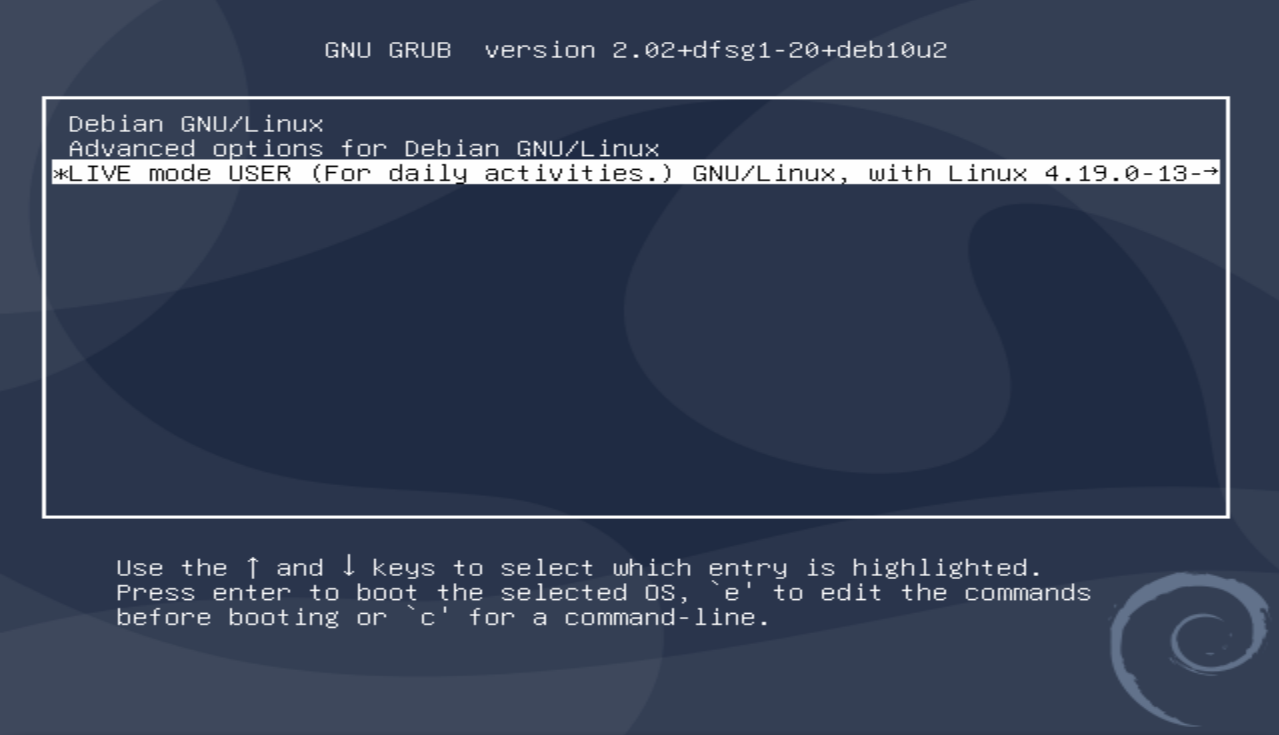 GNU GRUB  version 2.02+dfsg1-20+deb10u2
Debian GNU/Linux
Advanced options for Debian GNU/Linux
*LIVE mode USER (For daily activities.) GNU/Linux, with Linux 4.19.0-13-→
Use the ↑ and ↓ keys to select which entry is highlighted.
Press enter to boot the selected OS, `e' to edit the commands
before booting or `c' for a command-line.